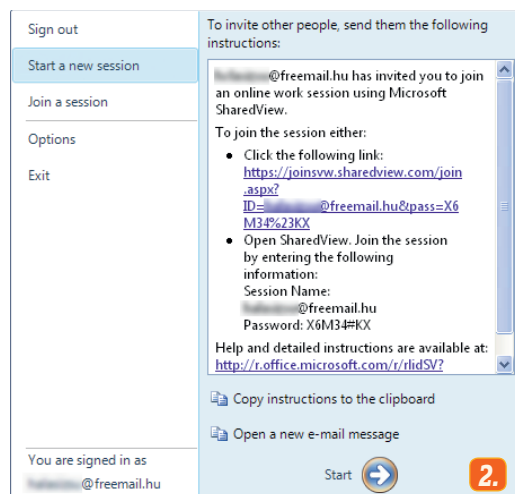 Sign out
Start a new session
Join a session
Options
Exit
You are signed in as
@freemail.hu
To invite other people, send them the following
instructions:
@freemail.hu has invited you to join
an online work session using Microsoft
SharedView.
To join the session either:
• Click the following link:
https://joinsvw.sharedview.com/join
.aspx?
ID=@freemail.hu&pass=X6
M34%23KX
• Open SharedView. Join the session
by entering the following
information:
Session Name:
@freemail.hu
Password: X6M34#KX
Help and detailed instructions are available at:
http://r.office.microsoft.com/r/rlidSV?
Copy instructions to the clipboard
Open a new e-mail message
Start
2.